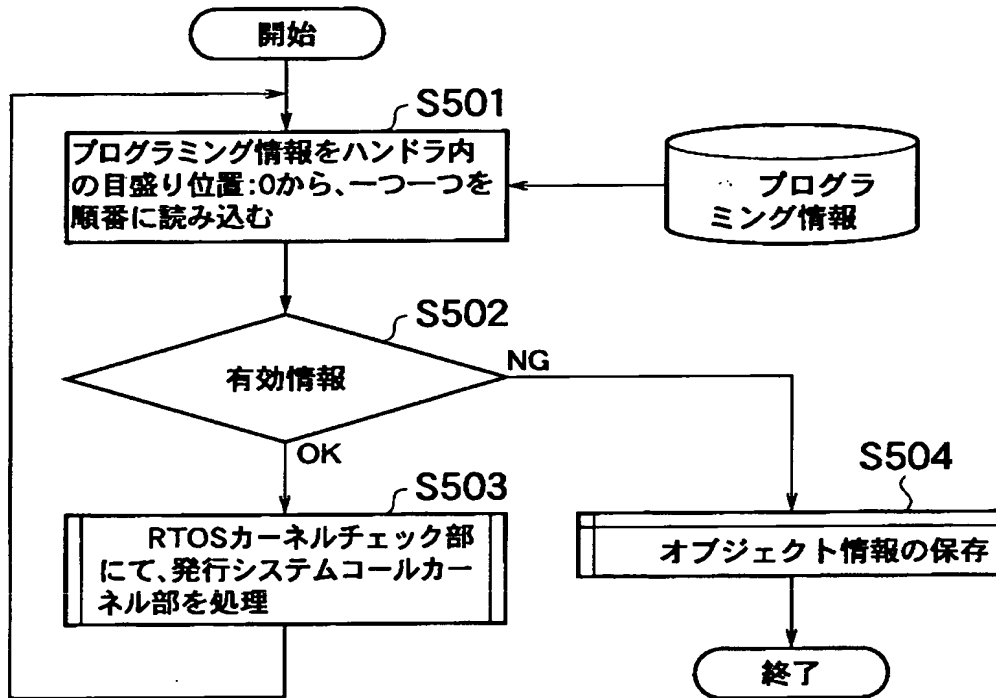 開始
S501
プログラミング情報をハンドラ内
の目盛り位置:0から、一つ一つを
順番に読み込む
プログラ
ミング情報
S502
有効情報
NG
OK
S503
RTOSカーネルチェック部
にて、発行システムコールカー
ネル部を処理
S504
オブジェクト情報の保存
終了